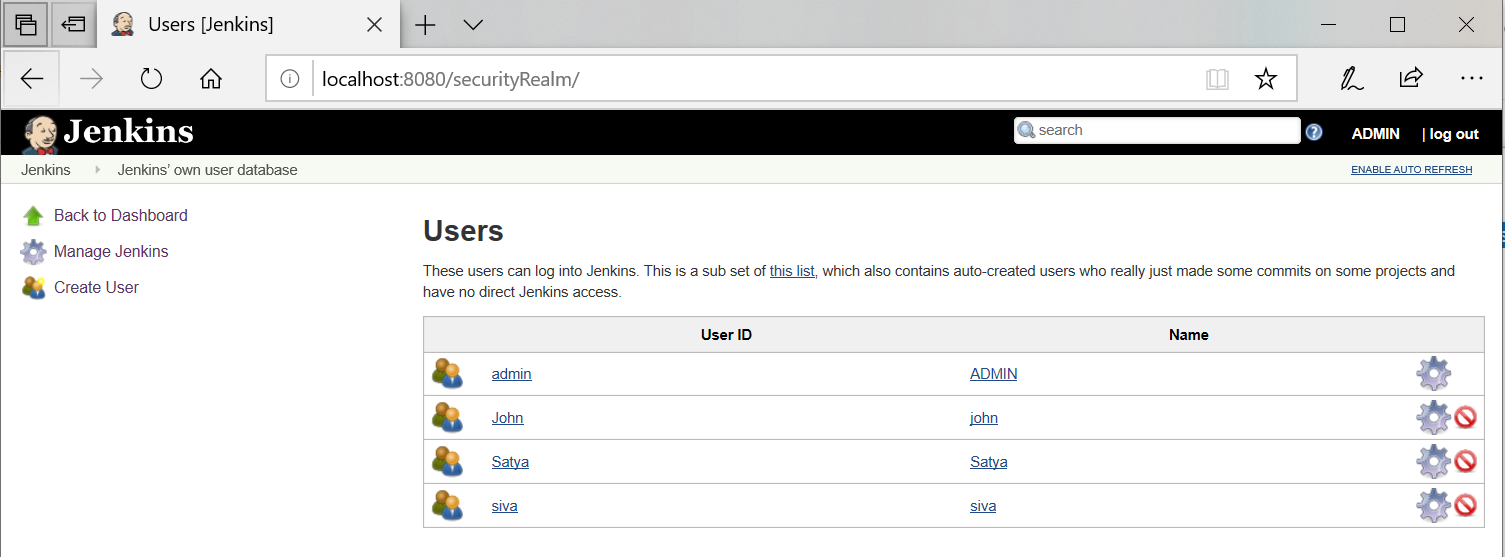 Users [Jenkins]
localhost:8080/securityRealm/
Jenkins
search
ADMIN | log out
Jenkins Jenkins' own user database
ENABLE AUTO REFRESH
Back to Dashboard
Manage Jenkins
Create User
Users
These users can log into Jenkins. This is a sub set of this list, which also contains auto-created users who really just made some commits on some projects and
have no direct Jenkins access.
User ID Name
admin ADMIN
John john
Satya Satya
siva siva